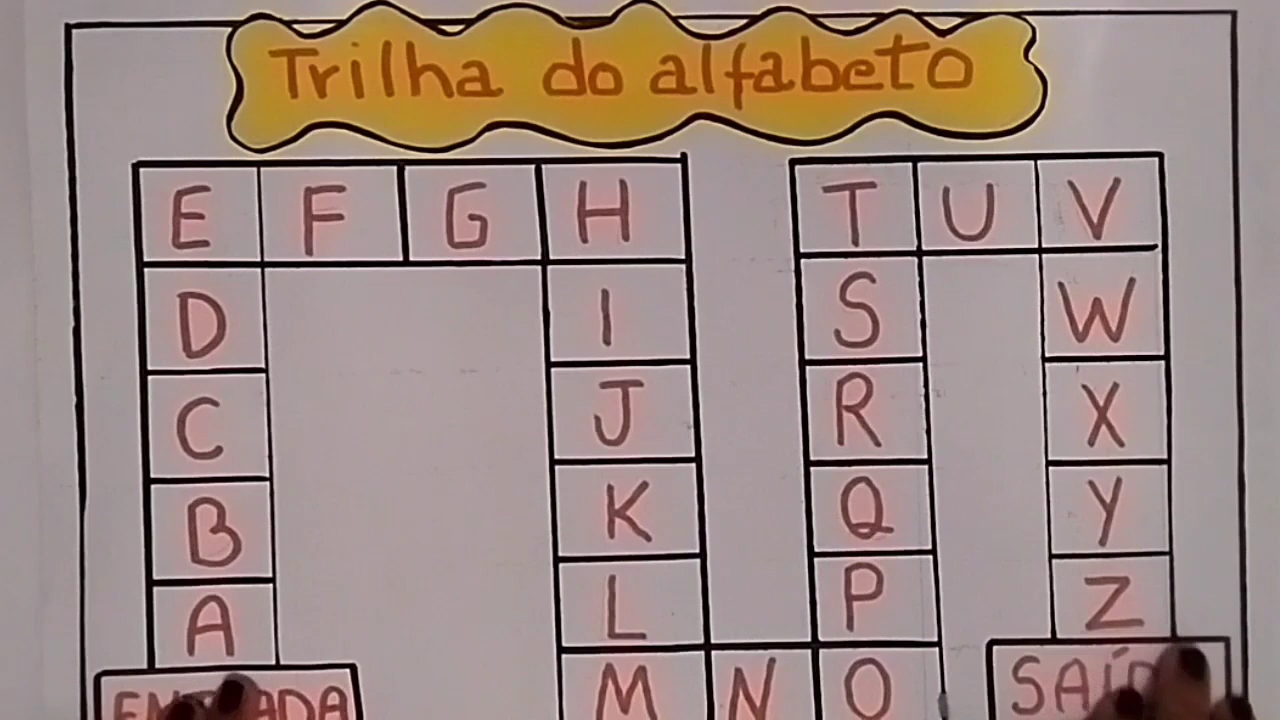 Trilha do alfabeto
E F G H T U V
D I S W
C J R X
B K Q Y
A L P Z
M N O